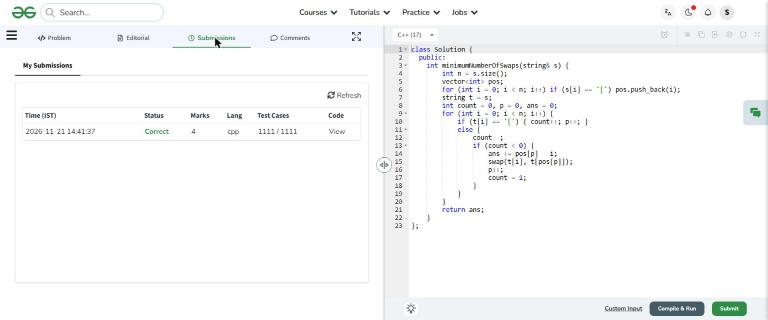 Search...
Courses Tutorials Practice Jobs
S
Problem Editorial Submissions Comments
My Submissions
Refresh
Time (IST) Status Marks Lang Test Cases Code
2026-11-21 14:41:37 Correct 4 cpp 1111 / 1111 View
C++ (17)
1 class Solution {
2 public:
3 int minimumNumberOfSwaps(string& s) {
4 int n = s.size();
5 vector<int> pos;
6 for (int i = 0; i < n; i++) if (s[i] == '[') pos.push_back(i);
7 string t = s;
8 int count = 0, p = 0, ans = 0;
9 for (int i = 0; i < n; i++) {
10 if (t[i] == '[') { count++; p++; }
11 else {
12 count ;
13 if (count < 0) {
14 ans += pos[p] i;
15 swap(t[i], t[pos[p]]);
16 p++;
17 count = 1;
18 }
19 }
20 }
21 return ans;
22 }
23 };
Custom Input Compile & Run Submit